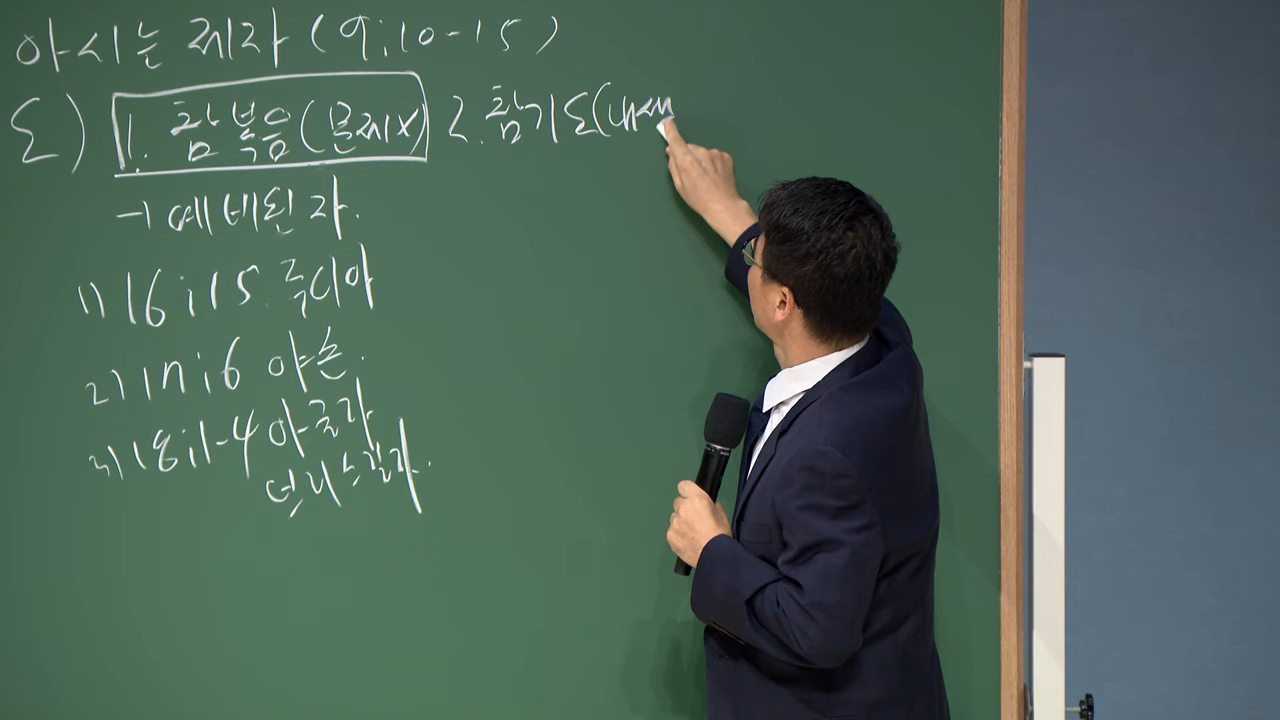 아시는 제자 (9:10-15)
도) 1. 참복음(문제x) 2. 참기도(내생
→ 예비된 자.
1) 16:15. 루디아
2) 17:6 야손.
3) 18:1-4 아굴라
브리스길라.